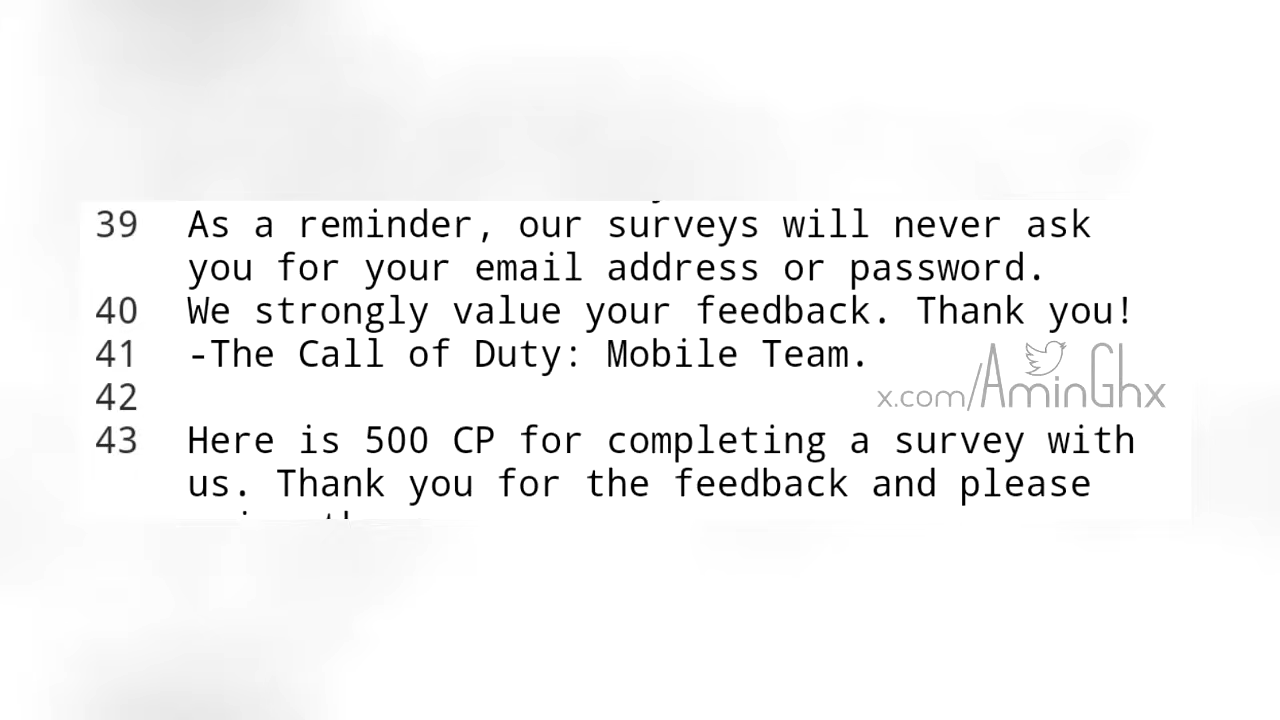 39 As a reminder, our surveys will never ask
you for your email address or password.
40 We strongly value your feedback. Thank you!
41 -The Call of Duty: Mobile Team.
x.com/AminGhx
42
43 Here is 500 CP for completing a survey with
us. Thank you for the feedback and please